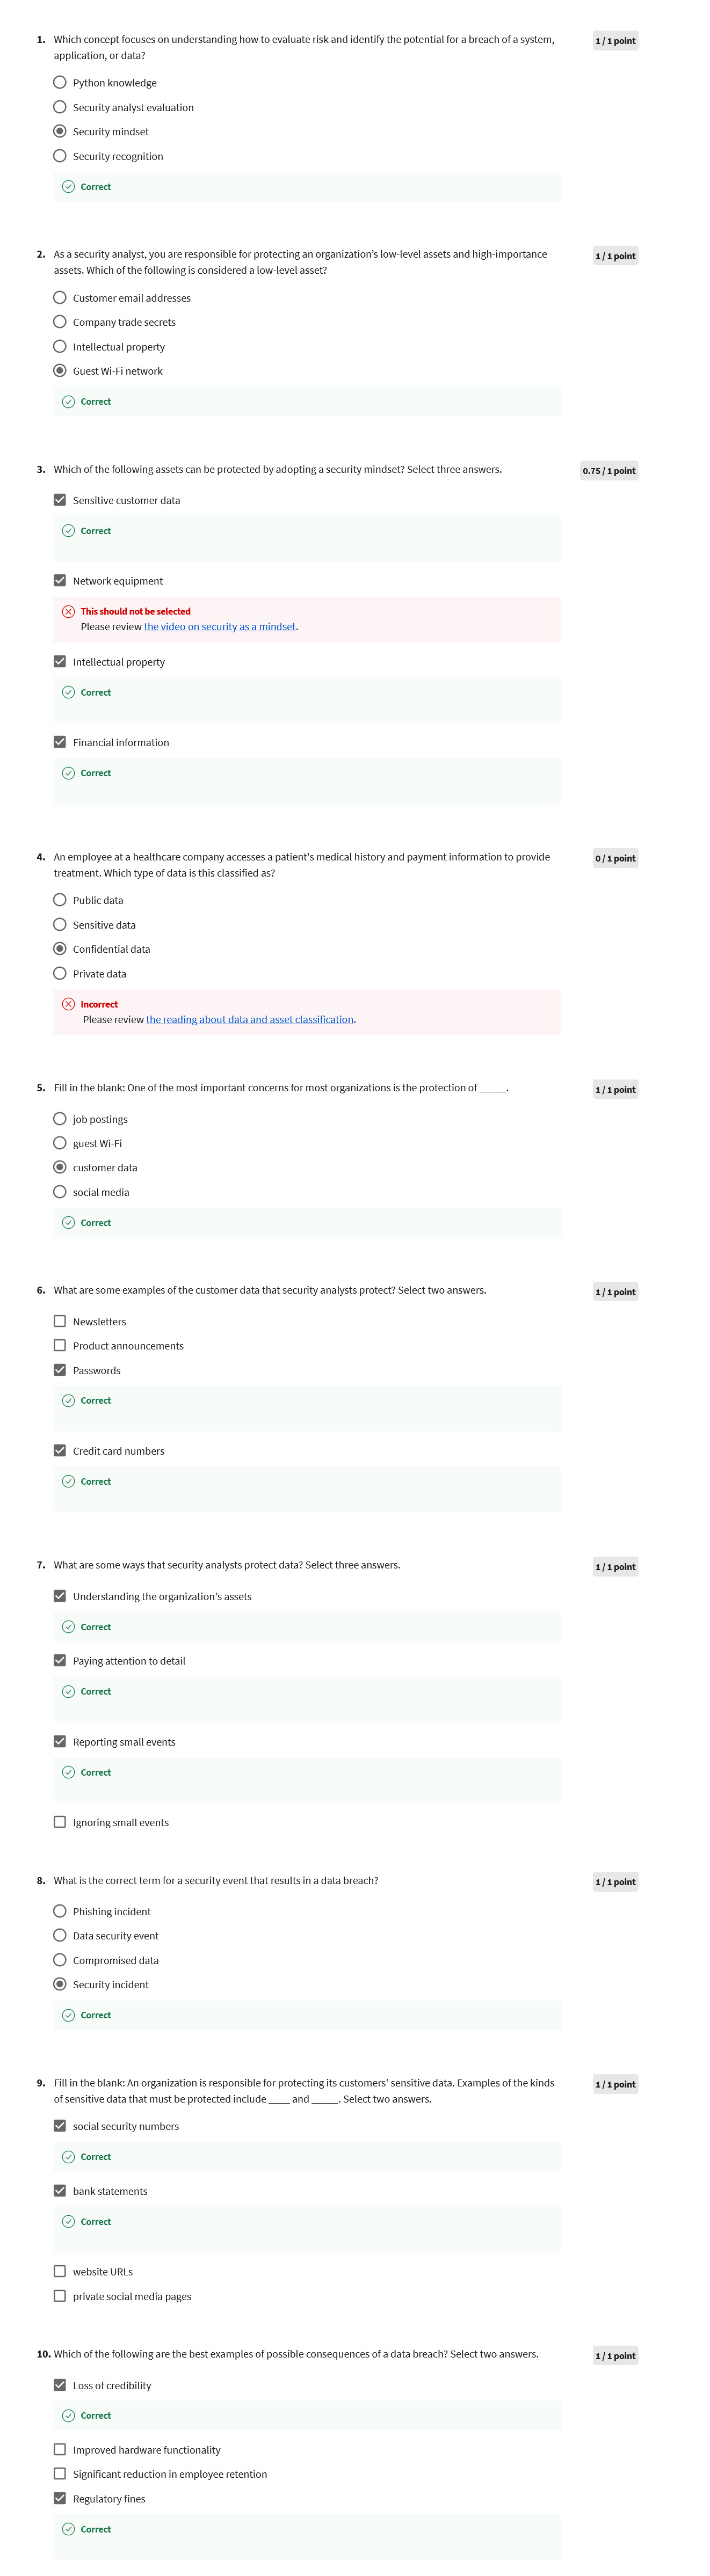 1. Which concept focuses on understanding how to evaluate risk and identify the potential for a breach of a system,
application, or data?
1 / 1 point
Python knowledge
Security analyst evaluation
Security mindset
Security recognition
Correct
2. As a security analyst, you are responsible for protecting an organization's low-level assets and high-importance
assets. Which of the following is considered a low-level asset?
1 / 1 point
Customer email addresses
Company trade secrets
Intellectual property
Guest Wi-Fi network
Correct
3. Which of the following assets can be protected by adopting a security mindset? Select three answers.
0.75 / 1 point
Sensitive customer data
Correct
Network equipment
This should not be selected
Please review the video on security as a mindset.
Intellectual property
Correct
Financial information
Correct
4. An employee at a healthcare company accesses a patient's medical history and payment information to provide
treatment. Which type of data is this classified as?
0 / 1 point
Public data
Sensitive data
Confidential data
Private data
Incorrect
Please review the reading about data and asset classification.
5. Fill in the blank: One of the most important concerns for most organizations is the protection of _____.
1 / 1 point
job postings
guest Wi-Fi
customer data
social media
Correct
6. What are some examples of the customer data that security analysts protect? Select two answers.
1 / 1 point
Newsletters
Product announcements
Passwords
Correct
Credit card numbers
Correct
7. What are some ways that security analysts protect data? Select three answers.
1 / 1 point
Understanding the organization's assets
Correct
Paying attention to detail
Correct
Reporting small events
Correct
Ignoring small events
8. What is the correct term for a security event that results in a data breach?
1 / 1 point
Phishing incident
Data security event
Compromised data
Security incident
Correct
9. Fill in the blank: An organization is responsible for protecting its customers' sensitive data. Examples of the kinds
of sensitive data that must be protected include ____ and _____. Select two answers.
1 / 1 point
social security numbers
Correct
bank statements
Correct
website URLs
private social media pages
10. Which of the following are the best examples of possible consequences of a data breach? Select two answers.
1 / 1 point
Loss of credibility
Correct
Improved hardware functionality
Significant reduction in employee retention
Regulatory fines
Correct